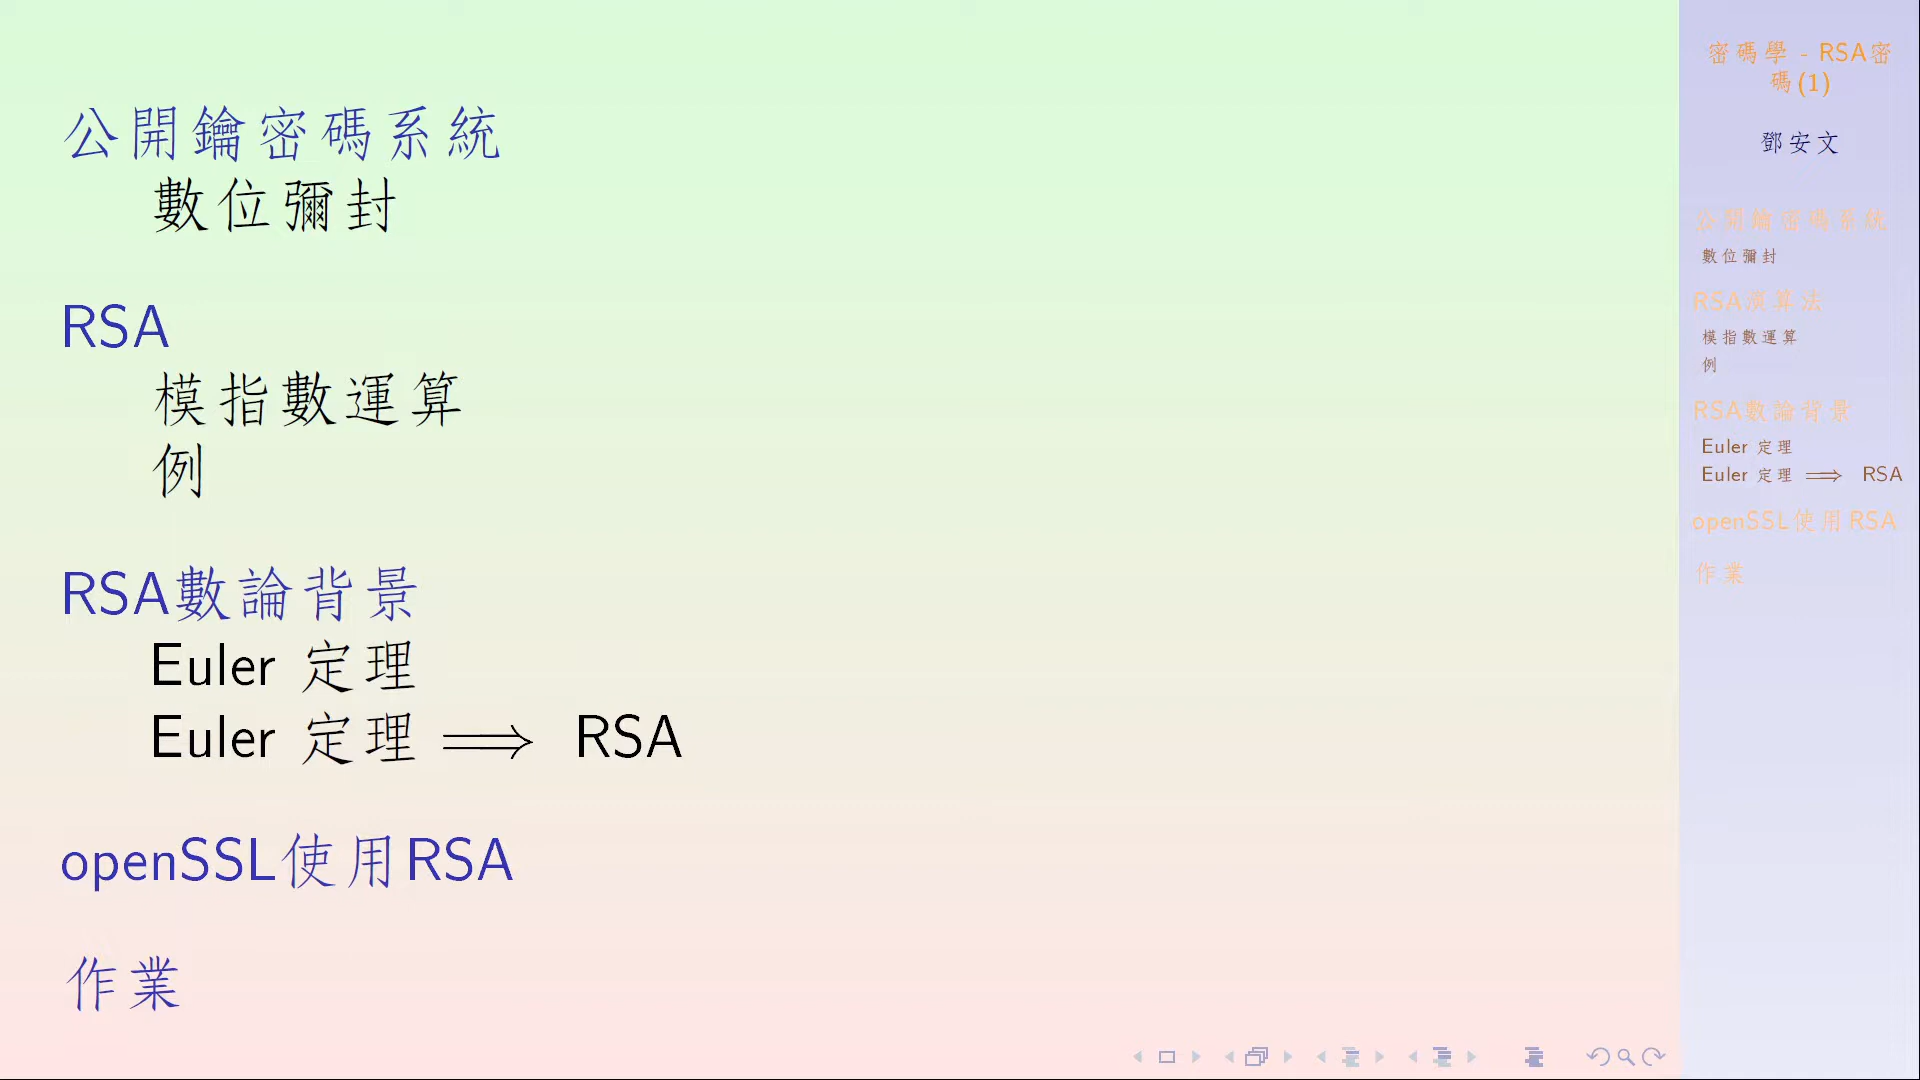 公開鑰密碼系統
數位彌封
RSA
模指數運算
例
RSA數論背景
Euler 定理
Euler 定理 ⟹ RSA
openSSL使用RSA
作業
密碼學 - RSA密
碼(1)
鄧安文
公開鑰密碼系統
數位彌封
RSA演算法
模指數運算
例
RSA數論背景
Euler 定理
Euler 定理 ⟹ RSA
openSSL使用RSA
作業